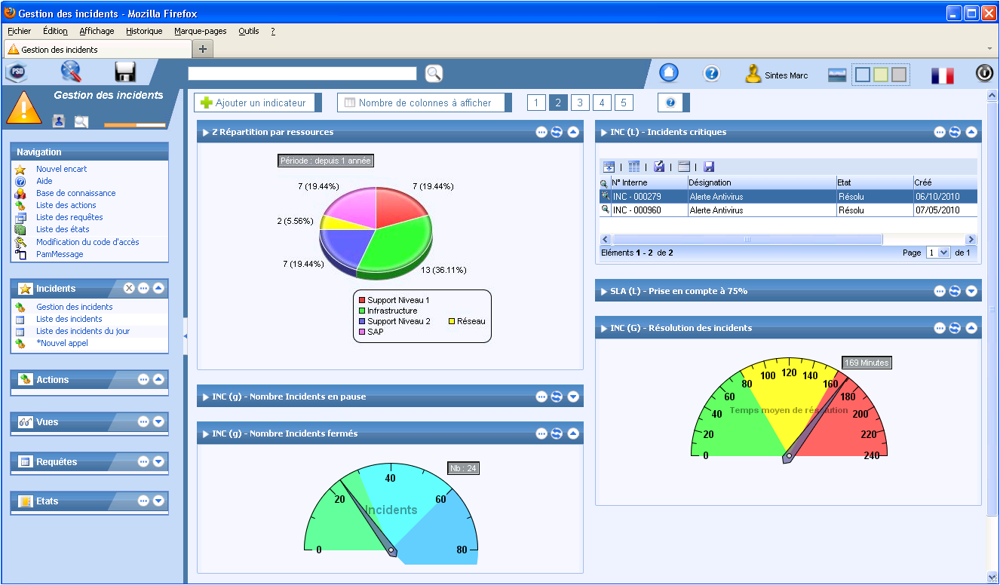 Gestion des incidents - Mozilla Firefox
Fichier Édition Affichage Historique Marque-pages Outils ?
Gestion des incidents
PSD
Sintes Marc
Gestion des incidents
Ajouter un indicateur
Nombre de colonnes à afficher
1 2 3 4 5
Navigation
Nouvel encart
Aide
Base de connaissance
Liste des actions
Liste des requêtes
Liste des états
Modification du code d'accès
PamMessage
Incidents
Gestion des incidents
Liste des incidents
Liste des incidents du jour
*Nouvel appel
Actions
Vues
Requêtes
Etats
Z Répartition par ressources
Période : depuis 1 année
7 (19.44%)
7 (19.44%)
2 (5.56%)
7 (19.44%)
13 (36.11%)
Support Niveau 1
Infrastructure
Support Niveau 2
Réseau
SAP
INC (g) - Nombre Incidents en pause
INC (g) - Nombre Incidents fermés
Nb : 24
0
20
40
60
80
Incidents
INC (L) - Incidents critiques
N° Interne Désignation Etat Créé
INC - 000279 Alerte Antivirus Résolu 06/10/2010
INC - 000960 Alerte Antivirus Résolu 07/05/2010
Eléments 1 - 2 de 2
Page 1 de 1
SLA (L) - Prise en compte à 75%
INC (G) - Résolution des incidents
169 Minutes
0
20
40
60
80
100
120
140
160
180
200
220
240
Temps moyen de résolution